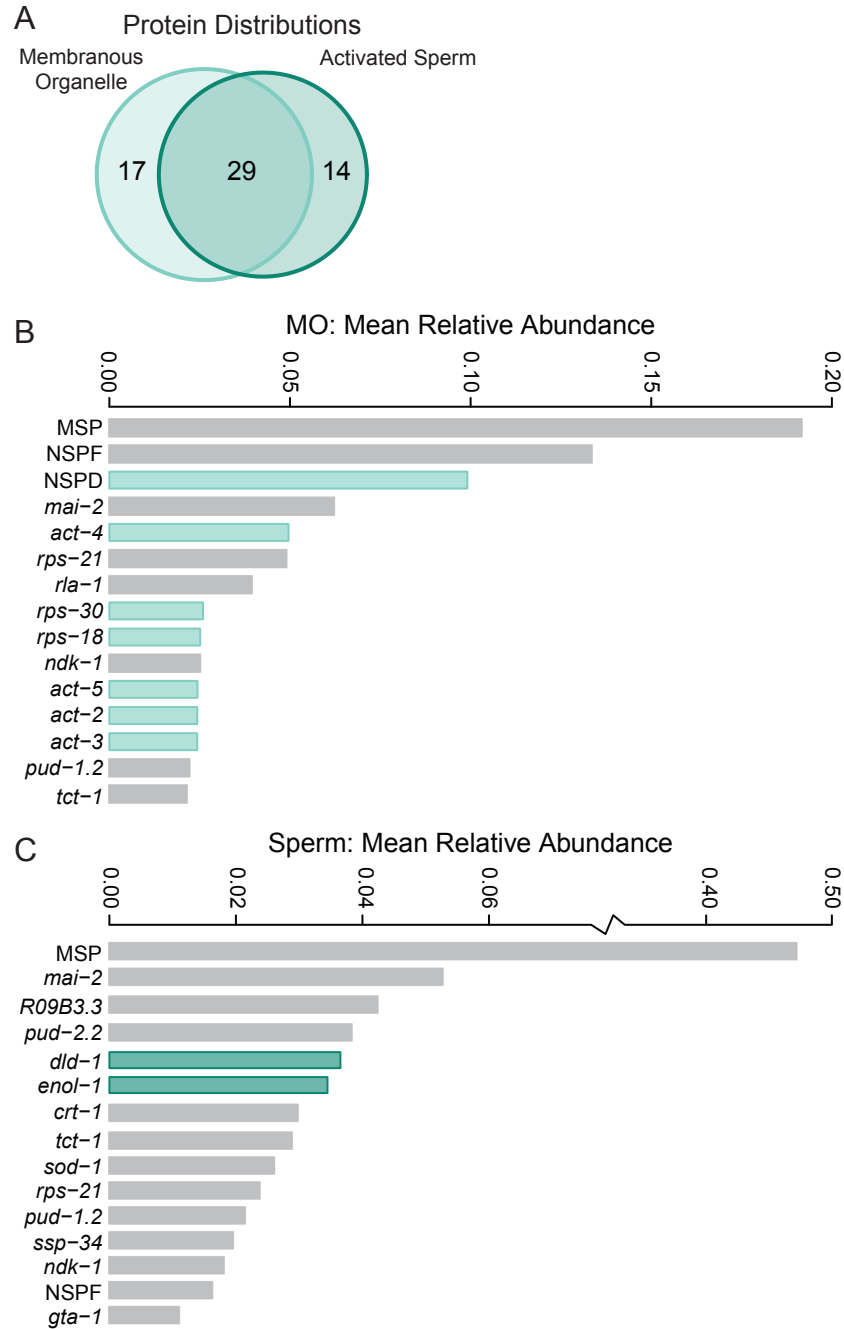 A
Protein Distributions
Membranous
Organelle
Activated Sperm
17
29
14
B
MO: Mean Relative Abundance
0.00
0.05
0.10
0.15
0.20
MSP
NSPF
NSPD
mai−2
act−4
rps−21
rla−1
rps−30
rps−18
ndk−1
act−5
act−2
act−3
pud−1.2
tct−1
C
Sperm: Mean Relative Abundance
0.00
0.02
0.04
0.06
0.40
0.50
MSP
mai−2
R09B3.3
pud−2.2
dld−1
enol−1
crt−1
tct−1
sod−1
rps−21
pud−1.2
ssp−34
ndk−1
NSPF
gta−1